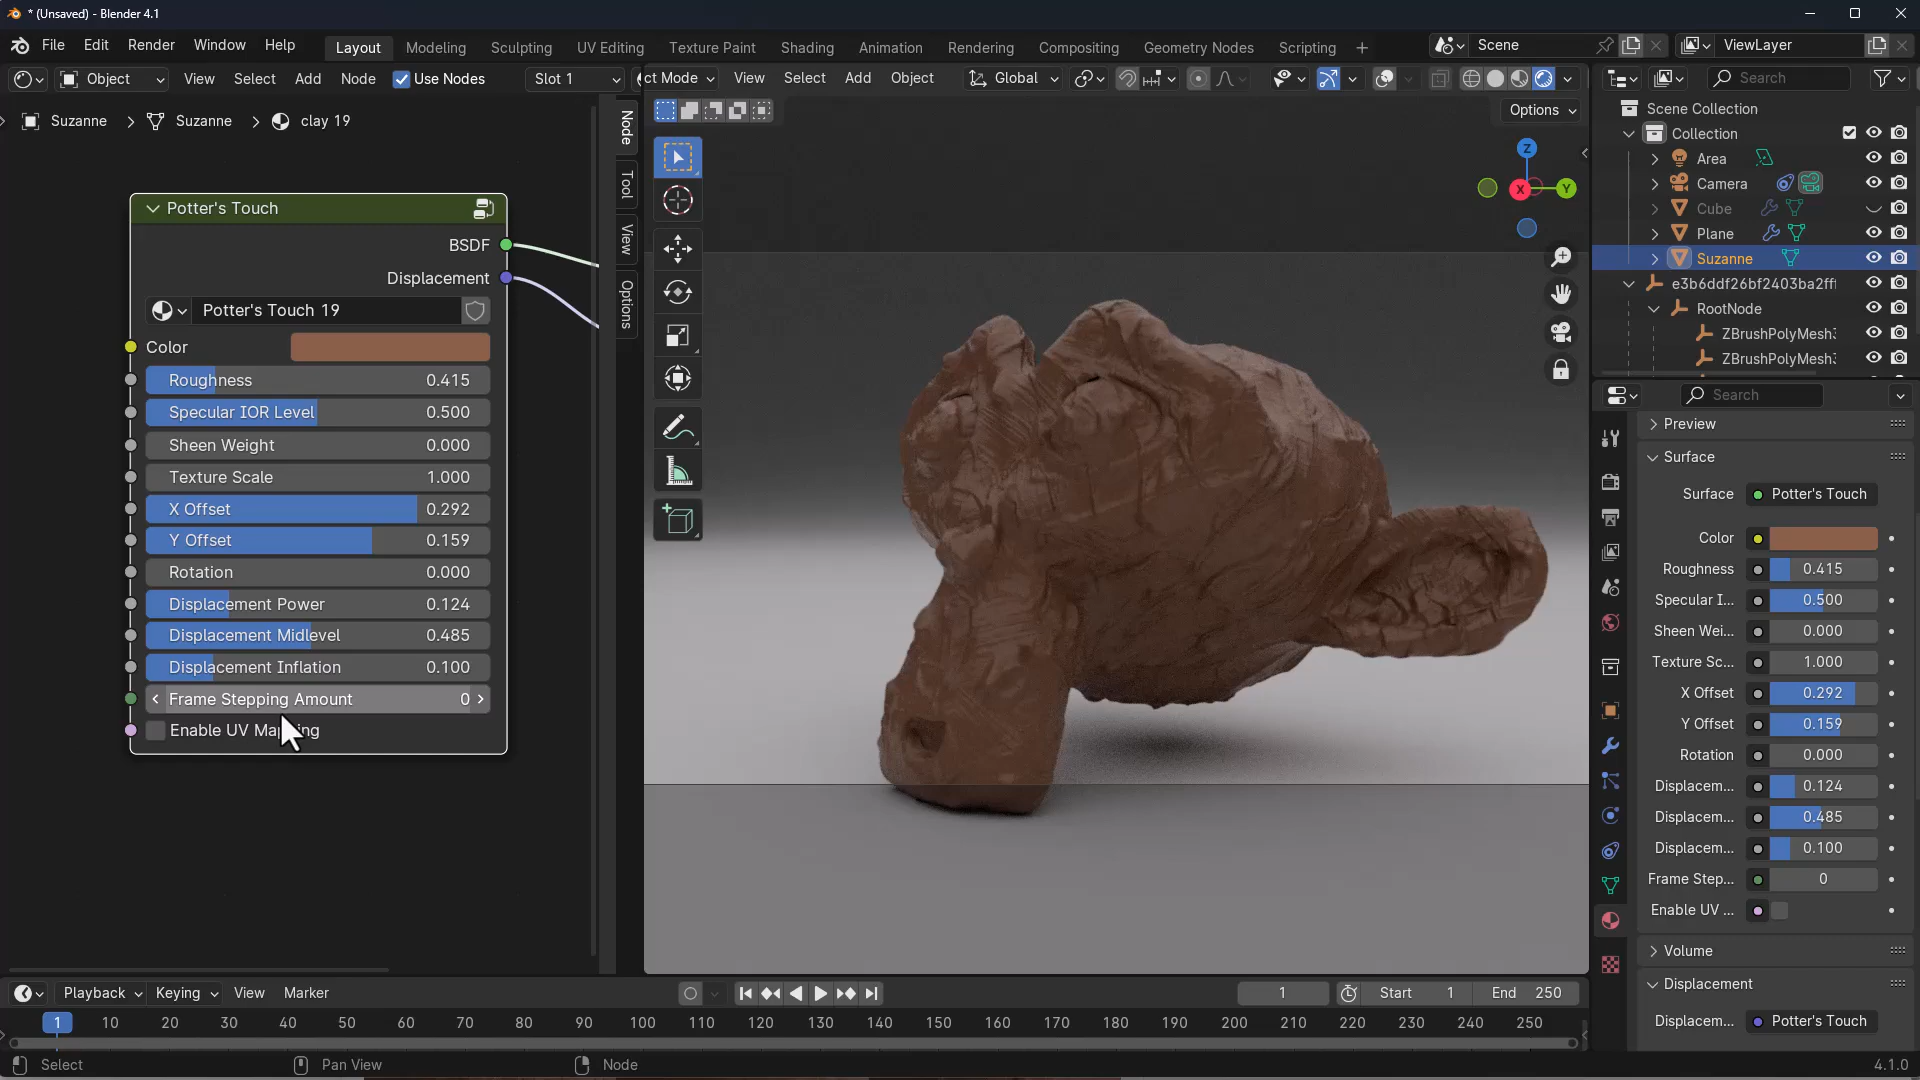 * (Unsaved) - Blender 4.1
File Edit Render Window Help Layout Modeling Sculpting UV Editing Texture Paint Shading Animation Rendering Compositing Geometry Nodes Scripting + Scene ViewLayer
Object View Select Add Node Use Nodes Slot 1 ct Mode View Select Add Object Global Search
Options
Suzanne > Suzanne > clay 19
Node
Tool
View
Options
Potter's Touch
BSDF
Displacement
Potter's Touch 19
Color
Roughness 0.415
Specular IOR Level 0.500
Sheen Weight 0.000
Texture Scale 1.000
X Offset 0.292
Y Offset 0.159
Rotation 0.000
Displacement Power 0.124
Displacement Midlevel 0.485
Displacement Inflation 0.100
Frame Stepping Amount 0
Enable UV Mapping
Z
X
Y
Scene Collection
Collection
Area
Camera
Cube
Plane
Suzanne
e3b6ddf26bf2403ba2fff
RootNode
ZBrushPolyMesh3
ZBrushPolyMesh3
Search
Preview
Surface
Surface Potter's Touch
Color
Roughness 0.415
Specular I... 0.500
Sheen Wei... 0.000
Texture Sc... 1.000
X Offset 0.292
Y Offset 0.159
Rotation 0.000
Displacem... 0.124
Displacem... 0.485
Displacem... 0.100
Frame Step... 0
Enable UV ...
Volume
Displacement
Displacem... Potter's Touch
Playback Keying View Marker 1 Start 1 End 250
1 10 20 30 40 50 60 70 80 90 100 110 120 130 140 150 160 170 180 190 200 210 220 230 240 250
Select Pan View Node 4.1.0